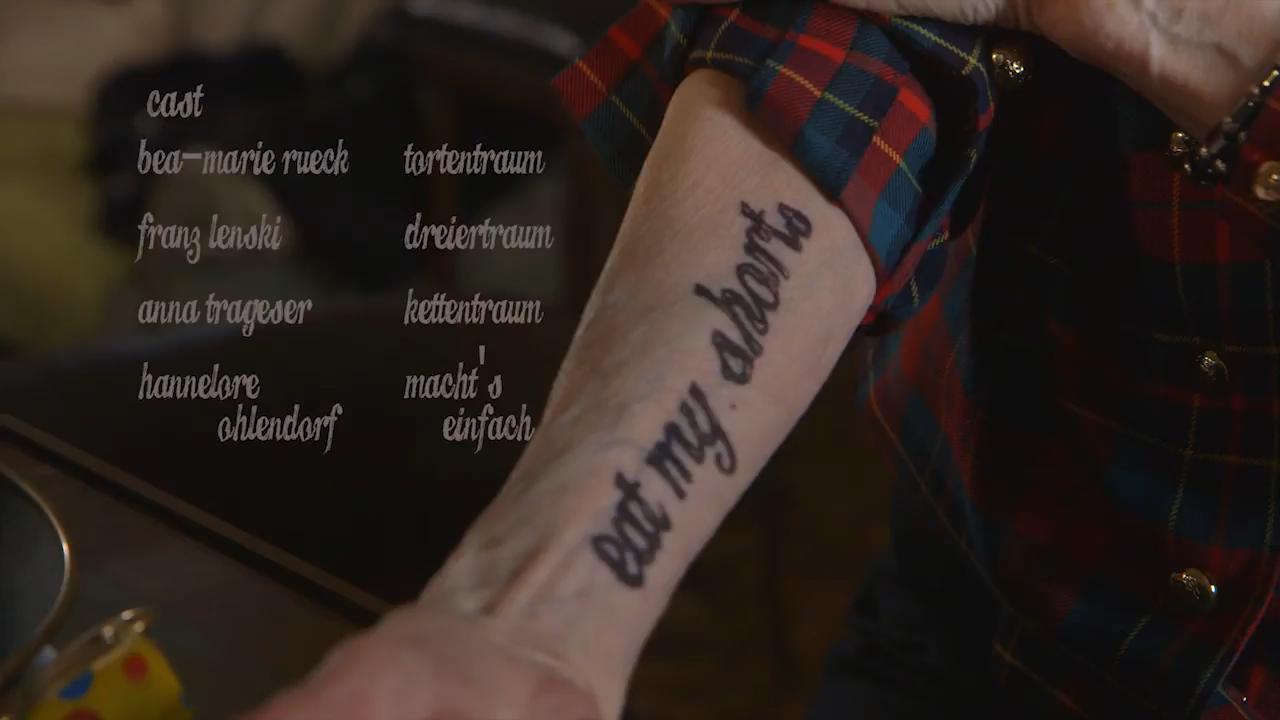 cast
bea-marie rueck tortentraum
franz lenski dreiertraum
anna trageser kettentraum
hannelore macht's
ohlendorf einfach
eat my shorts